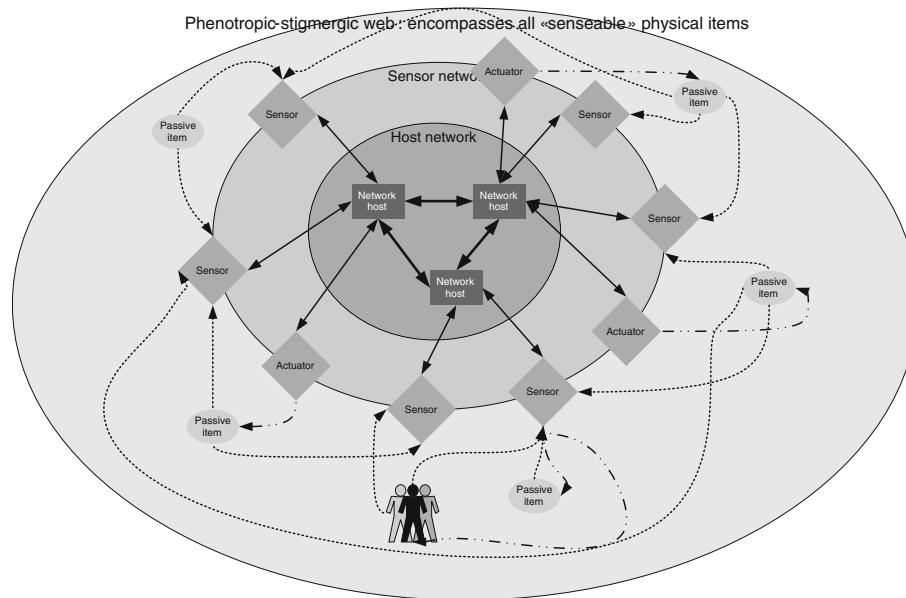 Phenotropic-stigmergic web : encompasses all «senseable» physical items
Sensor netw
Actuator
Passive
item
Sensor
Sensor
Passive
item
Host network
Network
host
Network
host
Sensor
Sensor
Network
host
Passive
item
Actuator
Actuator
Sensor
Sensor
Passive
item
Passive
item